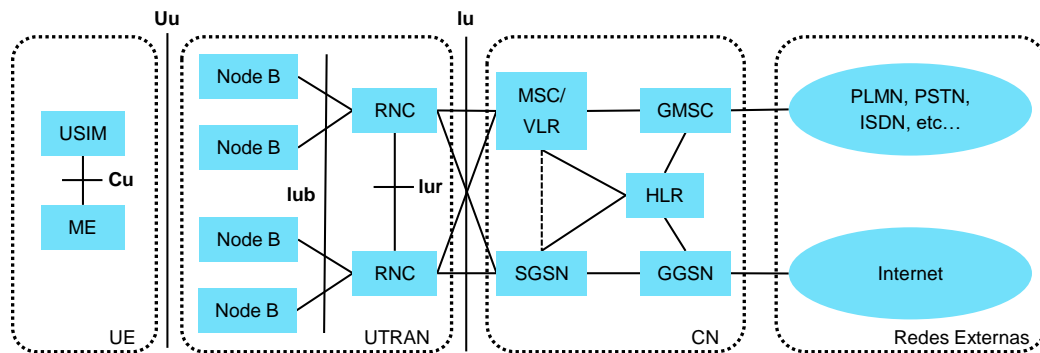 Uu
Iu
USIM
Cu
ME
UE
Node B
Node B
Node B
Node B
Iub
RNC
Iur
RNC
UTRAN
MSC/
VLR
GMSC
HLR
SGSN
GGSN
CN
PLMN, PSTN,
ISDN, etc…
Internet
Redes Externas